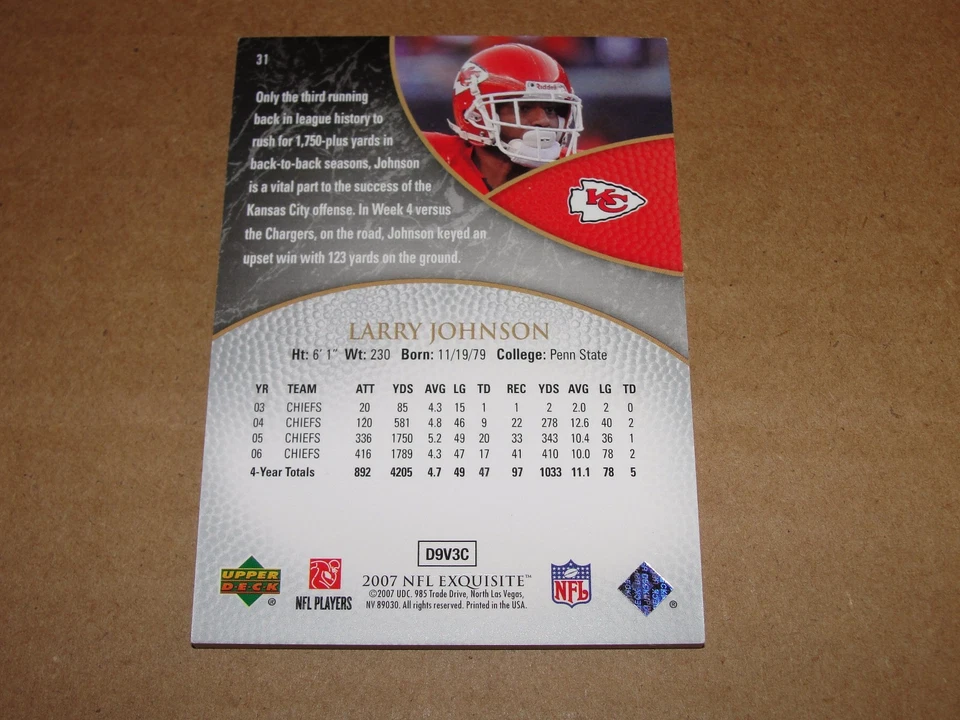 31
Only the third running
back in league history to
rush for 1,750-plus yards in
back-to-back seasons, Johnson
is a vital part to the success of the
Kansas City offense. In Week 4 versus
the Chargers, on the road, Johnson keyed an
upset win with 123 yards on the ground.
Riddell
KC
LARRY JOHNSON
Ht: 6' 1" Wt: 230 Born: 11/19/79 College: Penn State
YR TEAM ATT YDS AVG LG TD REC YDS AVG LG TD
03 CHIEFS 20 85 4.3 15 1 1 2 2.0 2 0
04 CHIEFS 120 581 4.8 46 9 22 278 12.6 40 2
05 CHIEFS 336 1750 5.2 49 20 33 343 10.4 36 1
06 CHIEFS 416 1789 4.3 47 17 41 410 10.0 78 2
4-Year Totals 892 4205 4.7 49 47 97 1033 11.1 78 5
D9V3C
UPPER
DECK
®
NFL PLAYERS
2007 NFL EXQUISITE™
©2007 UDC. 985 Trade Drive, North Las Vegas,
NV 89030. All rights reserved. Printed in the USA.
NFL
®